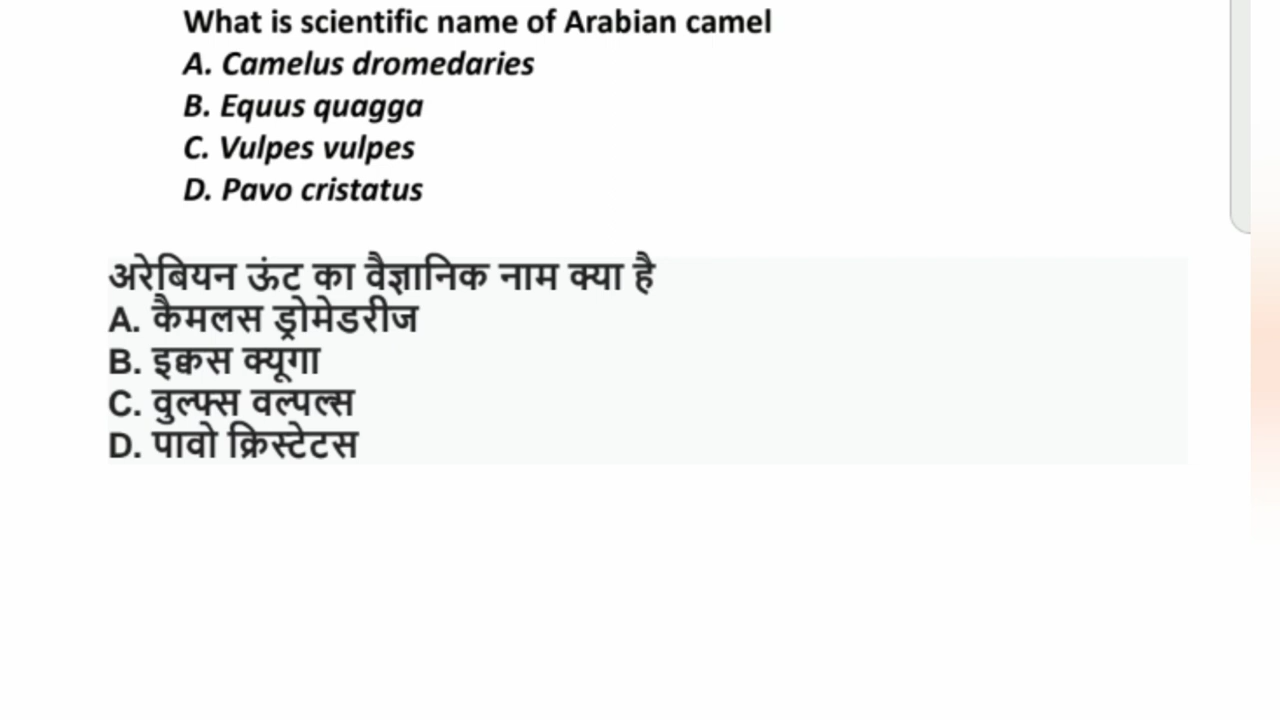 What is scientific name of Arabian camel
A. Camelus dromedaries
B. Equus quagga
C. Vulpes vulpes
D. Pavo cristatus
अरेबियन ऊंट का वैज्ञानिक नाम क्या है
A. कैमलस ड्रोमेडरीज
B. इक्वस क्यूगा
C. वुल्फ्स वल्पल्स
D. पावो क्रिस्टेटस